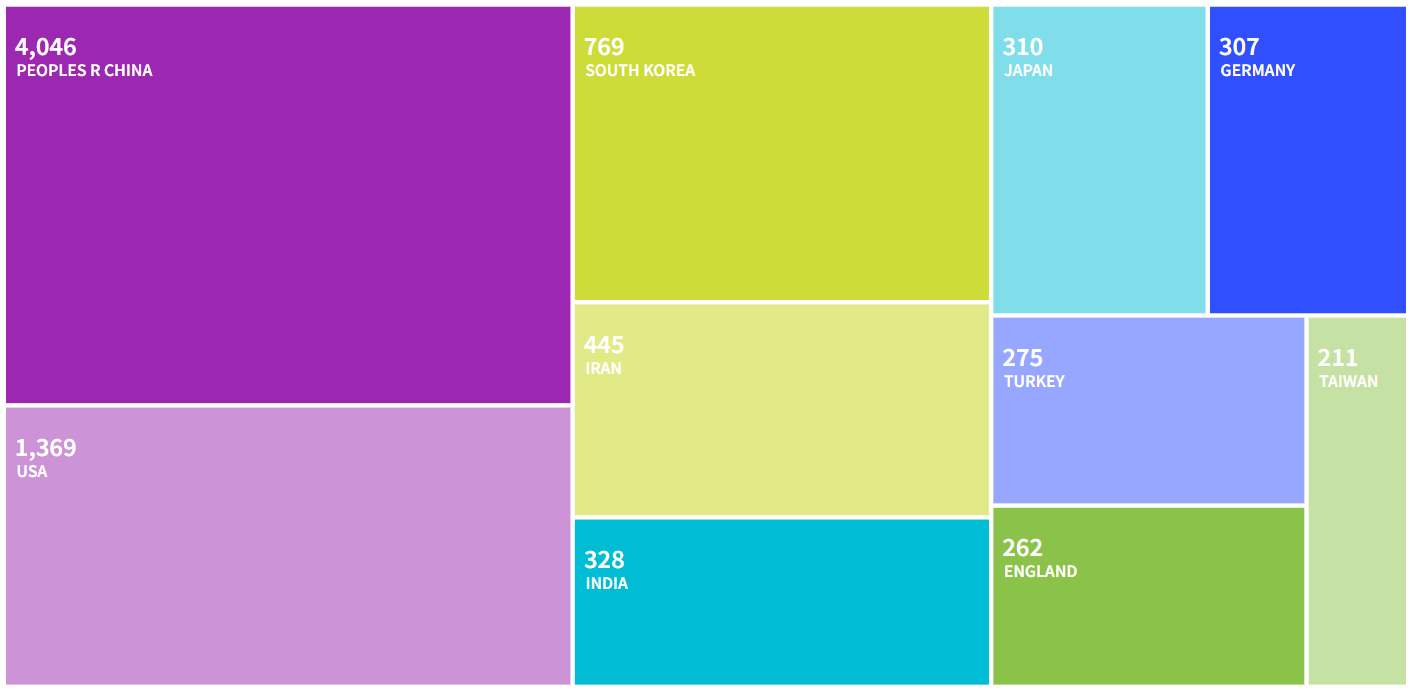 4,046
PEOPLES R CHINA
1,369
USA
769
SOUTH KOREA
445
IRAN
328
INDIA
310
JAPAN
307
GERMANY
275
TURKEY
262
ENGLAND
211
TAIWAN